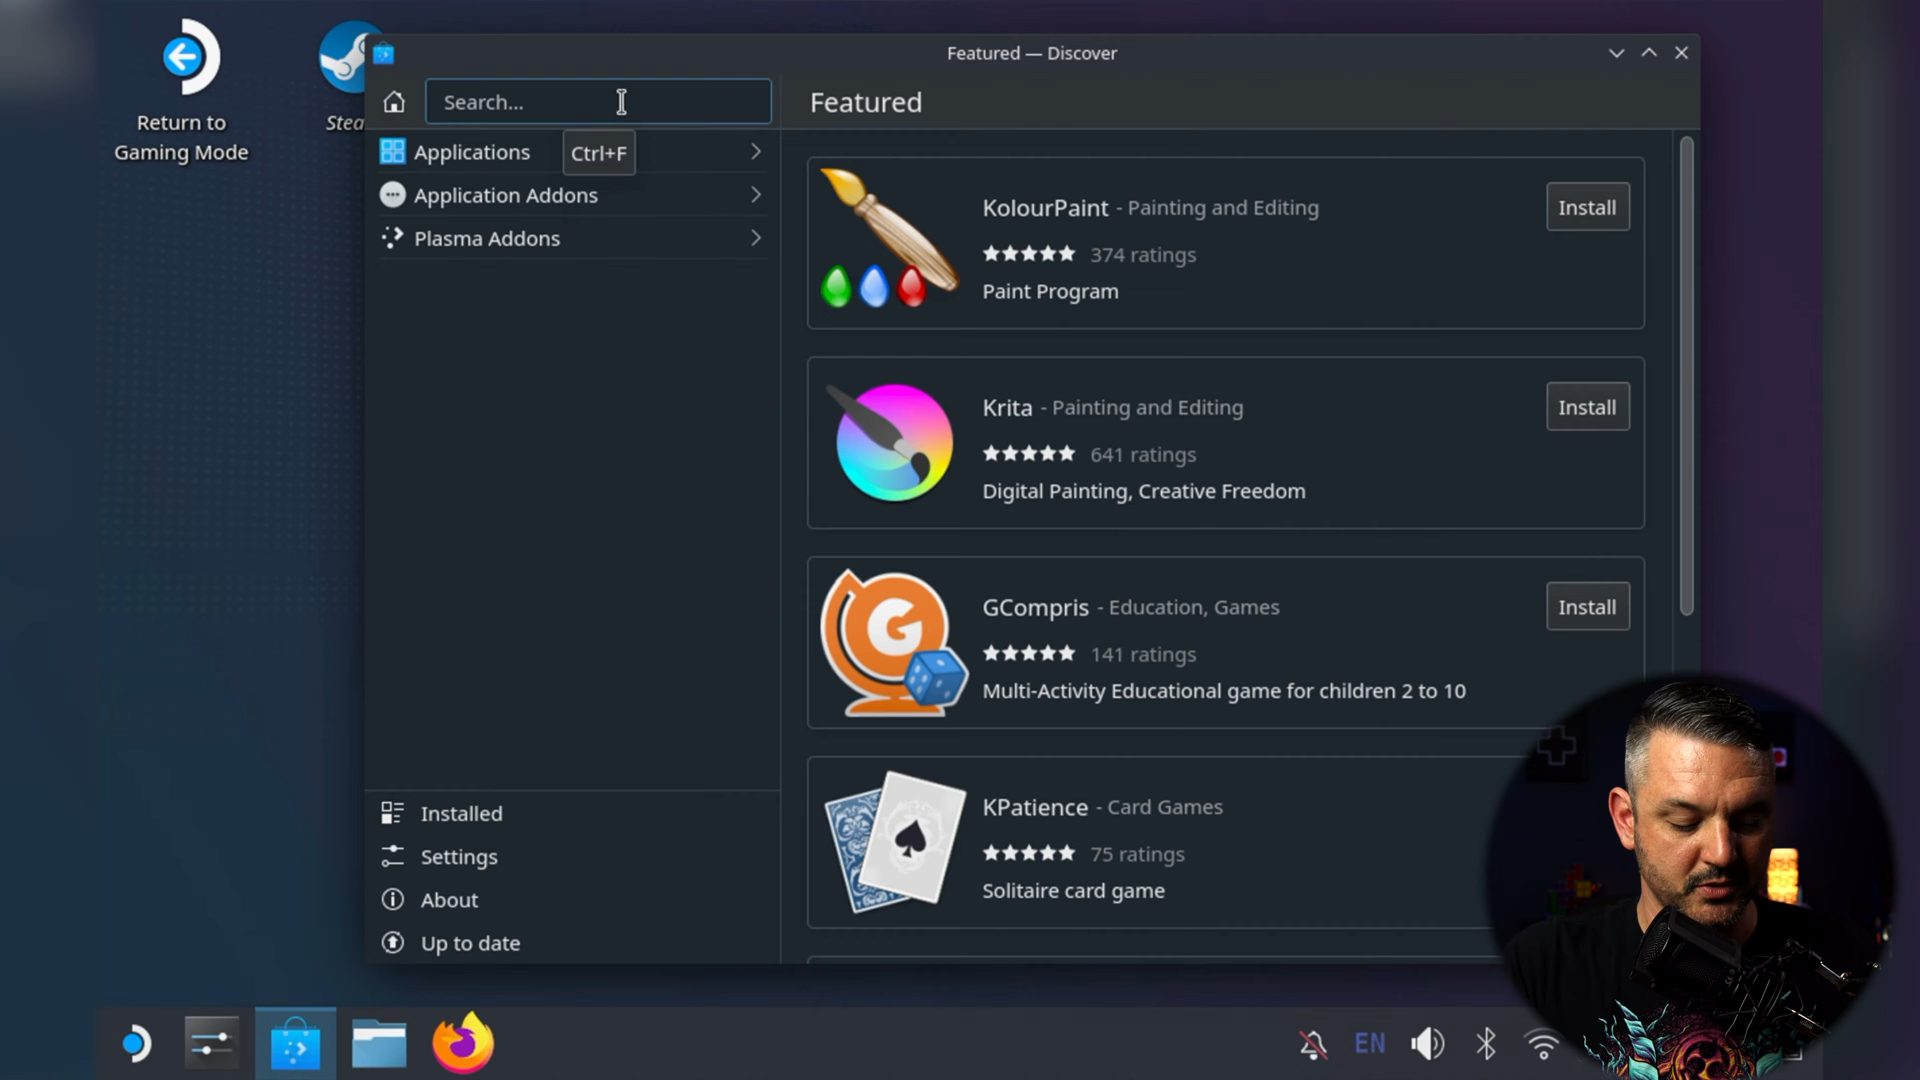 Return to
Gaming Mode
Stea
Featured — Discover
Search...
Featured
Applications
Ctrl+F
Application Addons
Plasma Addons
KolourPaint - Painting and Editing
374 ratings
Paint Program
Install
Krita - Painting and Editing
641 ratings
Digital Painting, Creative Freedom
Install
GCompris - Education, Games
141 ratings
Multi-Activity Educational game for children 2 to 10
Install
KPatience - Card Games
75 ratings
Solitaire card game
Installed
Settings
About
Up to date
EN